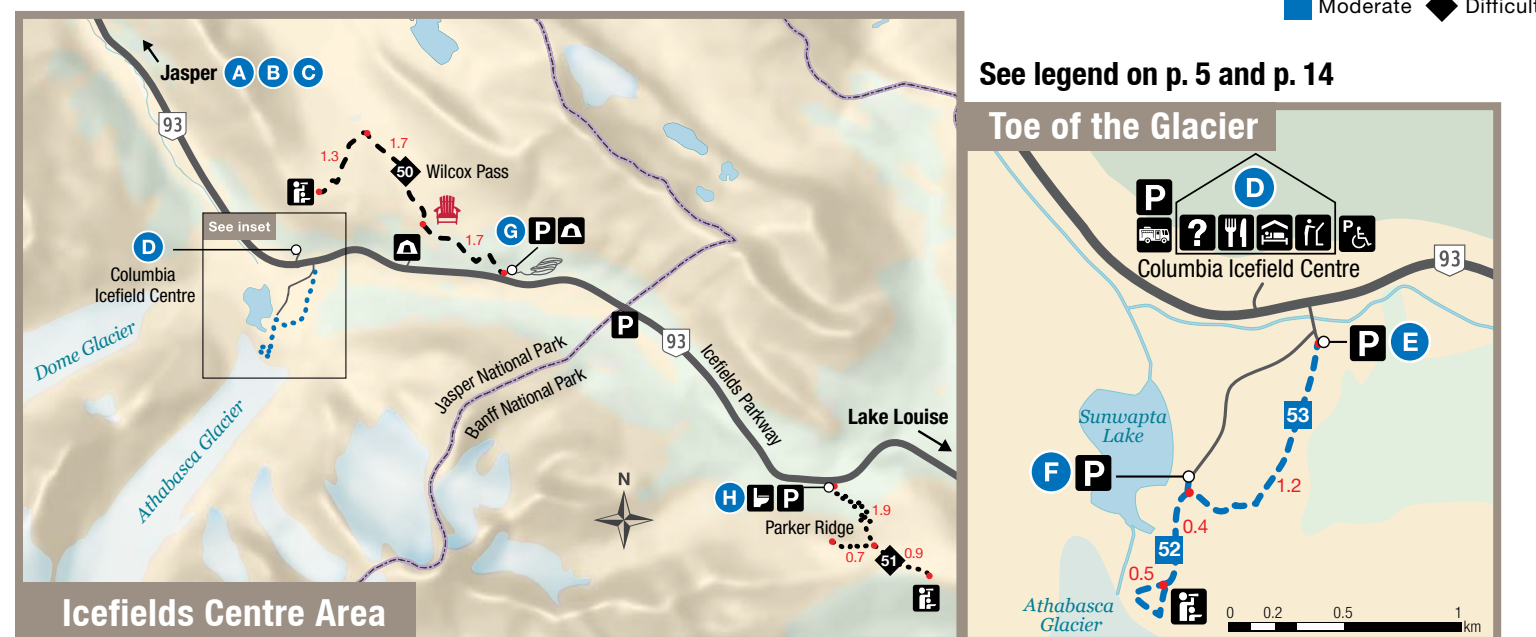 Moderate Difficult
See legend on p. 5 and p. 14
Jasper A B C
93
1.3
1.7
50 Wilcox Pass
See inset
D
Columbia
Icefield Centre
1.7
G P
P
93
Dome Glacier
Athabasca Glacier
Jasper National Park
Banff National Park
Icefields Parkway
Lake Louise
N
H P
Parker Ridge
1.9
0.7
51
0.9
Icefields Centre Area
Toe of the Glacier
P
D
?
P
Columbia Icefield Centre
93
P E
53
Sunwapta
Lake
F P
1.2
0.4
52
0.5
Athabasca
Glacier
0 0.2 0.5 1
km